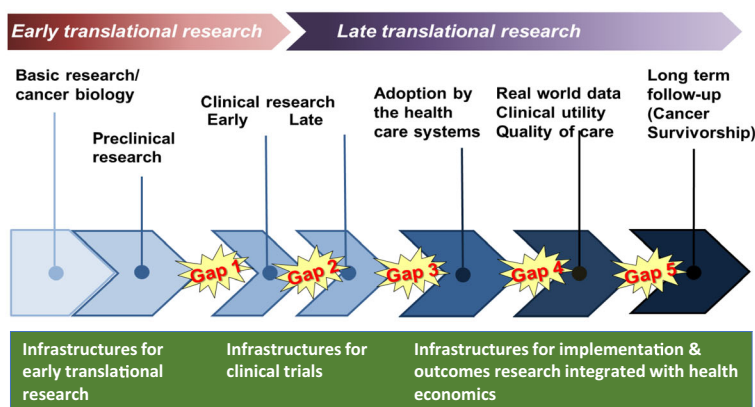 Early translational research
Late translational research
Basic research/
cancer biology
Preclinical
research
Clinical research
Early Late
Adoption by
the health
care systems
Real world data
Clinical utility
Quality of care
Long term
follow-up
(Cancer
Survivorship)
Gap 1
Gap 2
Gap 3
Gap 4
Gap 5
Infrastructures for
early translational
research
Infrastructures for
clinical trials
Infrastructures for implementation &
outcomes research integrated with health
economics